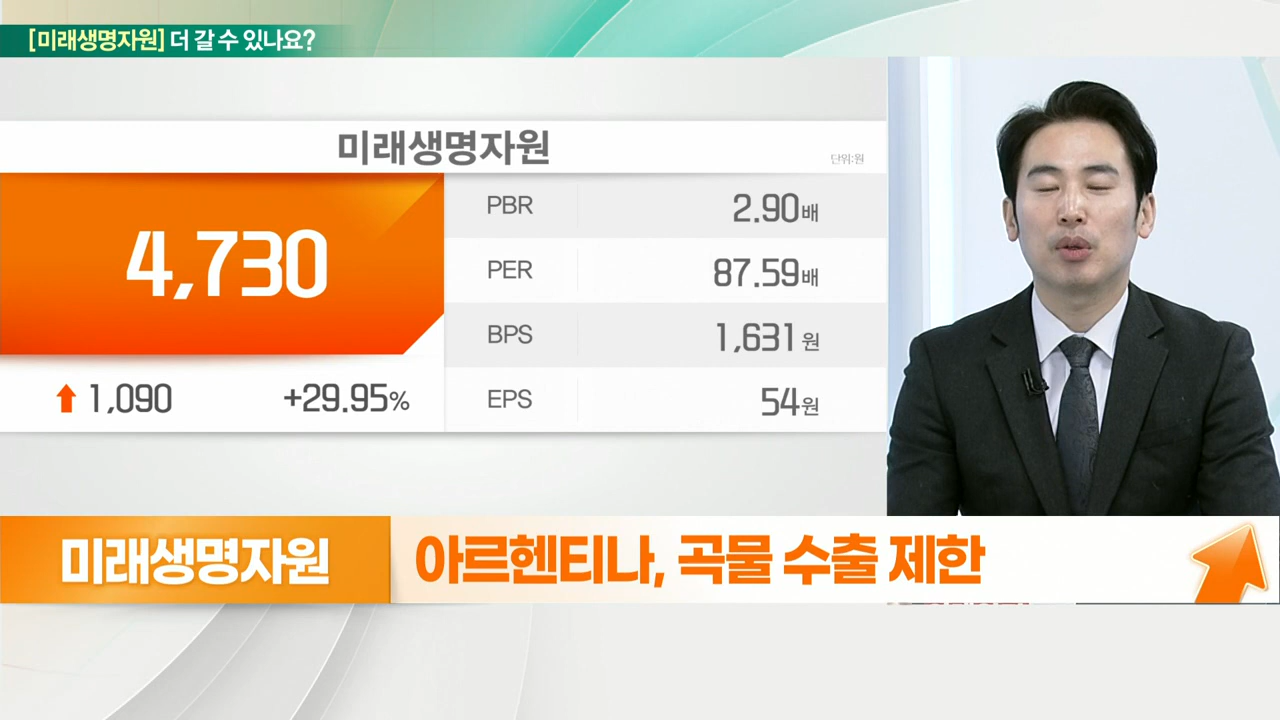 [미래생명자원] 더 갈 수 있나요?
미래생명자원
단위:원
4,730
1,090 +29.95%
PBR 2.90배
PER 87.59배
BPS 1,631원
EPS 54원
미래생명자원 아르헨티나, 곡물 수출 제한